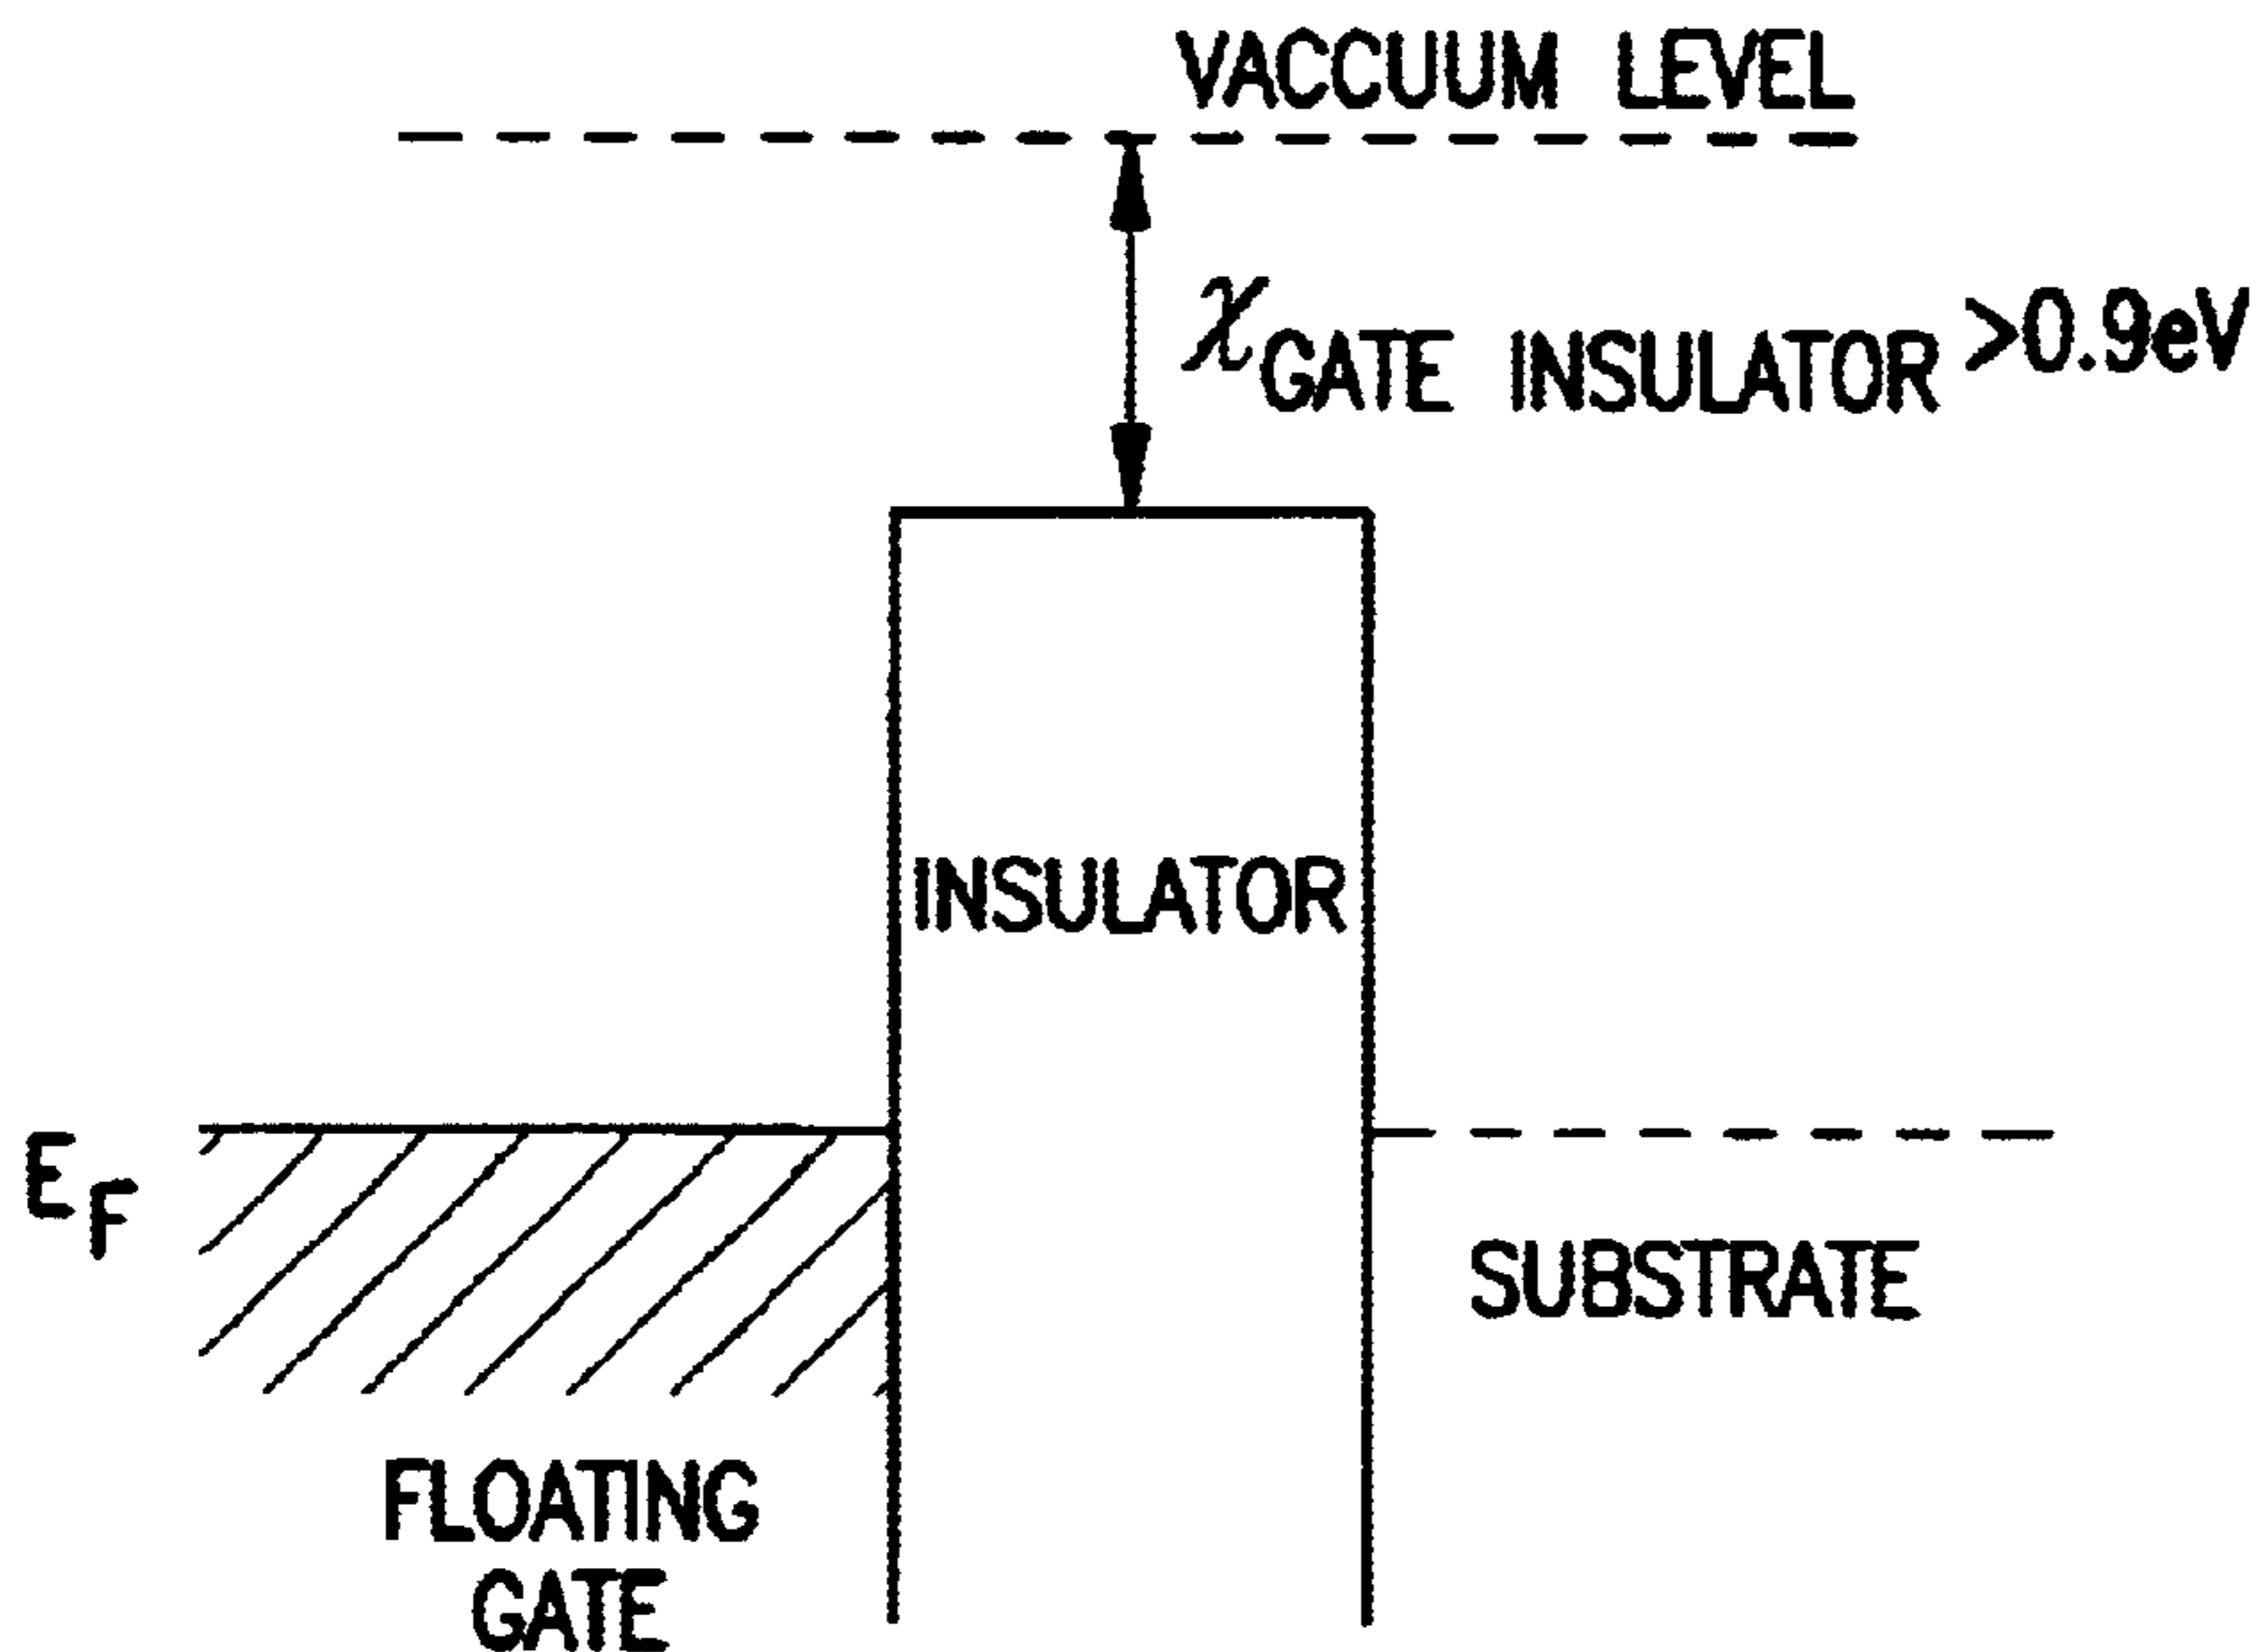 VACCUUM LEVEL
χGATE INSULATOR >0.9eV
INSULATOR
EF
SUBSTRATE
FLOATING
GATE